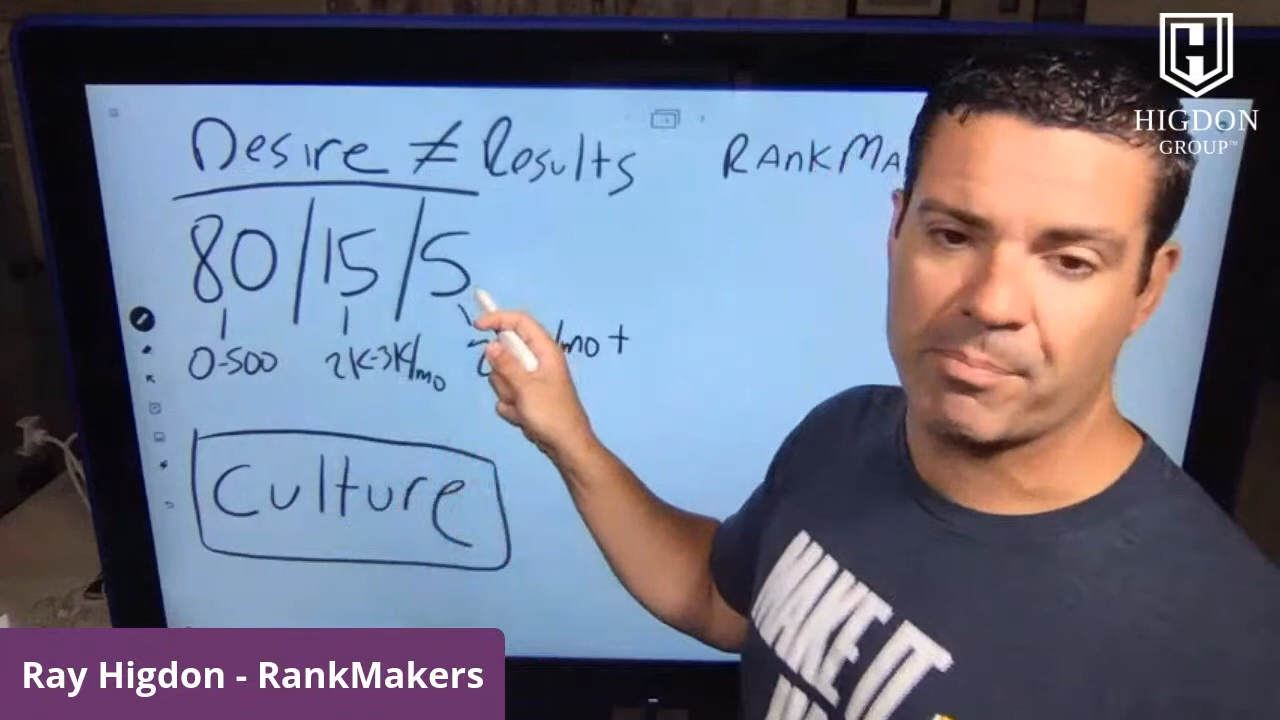 HIGDON
GROUP™
Desire ≠ Results
RANKMA
80/15/5
0-500
2K-3K/mo
/mo +
Culture
MAKE IT
Ray Higdon - RankMakers